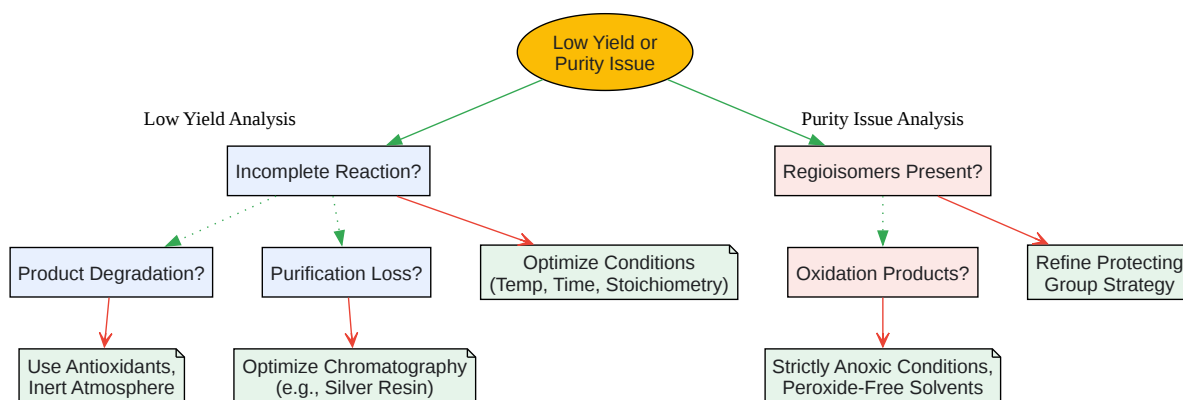 Low Yield or
Purity Issue
Low Yield Analysis
Purity Issue Analysis
Incomplete Reaction?
Regioisomers Present?
Product Degradation?
Purification Loss?
Optimize Conditions
(Temp, Time, Stoichiometry)
Oxidation Products?
Refine Protecting
Group Strategy
Use Antioxidants,
Inert Atmosphere
Optimize Chromatography
(e.g., Silver Resin)
Strictly Anoxic Conditions,
Peroxide-Free Solvents